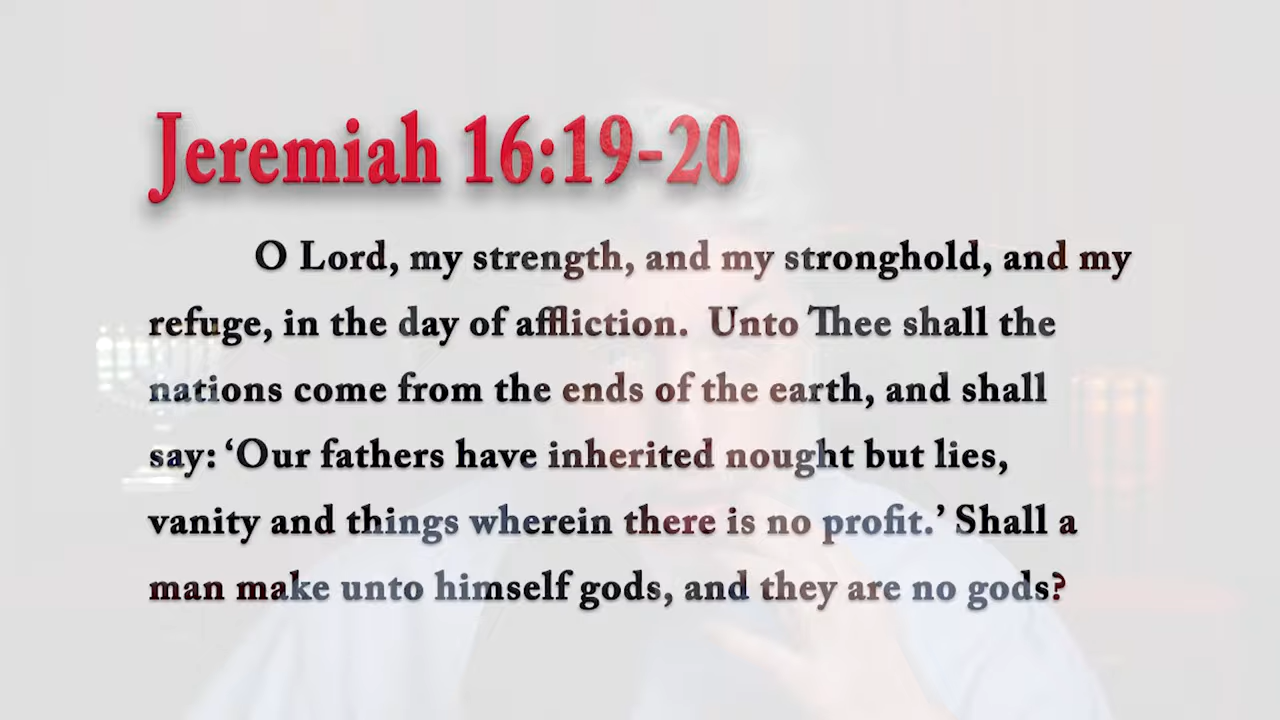 Jeremiah 16:19-20
O Lord, my strength, and my stronghold, and my
refuge, in the day of affliction.  Unto Thee shall the
nations come from the ends of the earth, and shall
say: ‘Our fathers have inherited nought but lies,
vanity and things wherein there is no profit.’ Shall a
man make unto himself gods, and they are no gods?